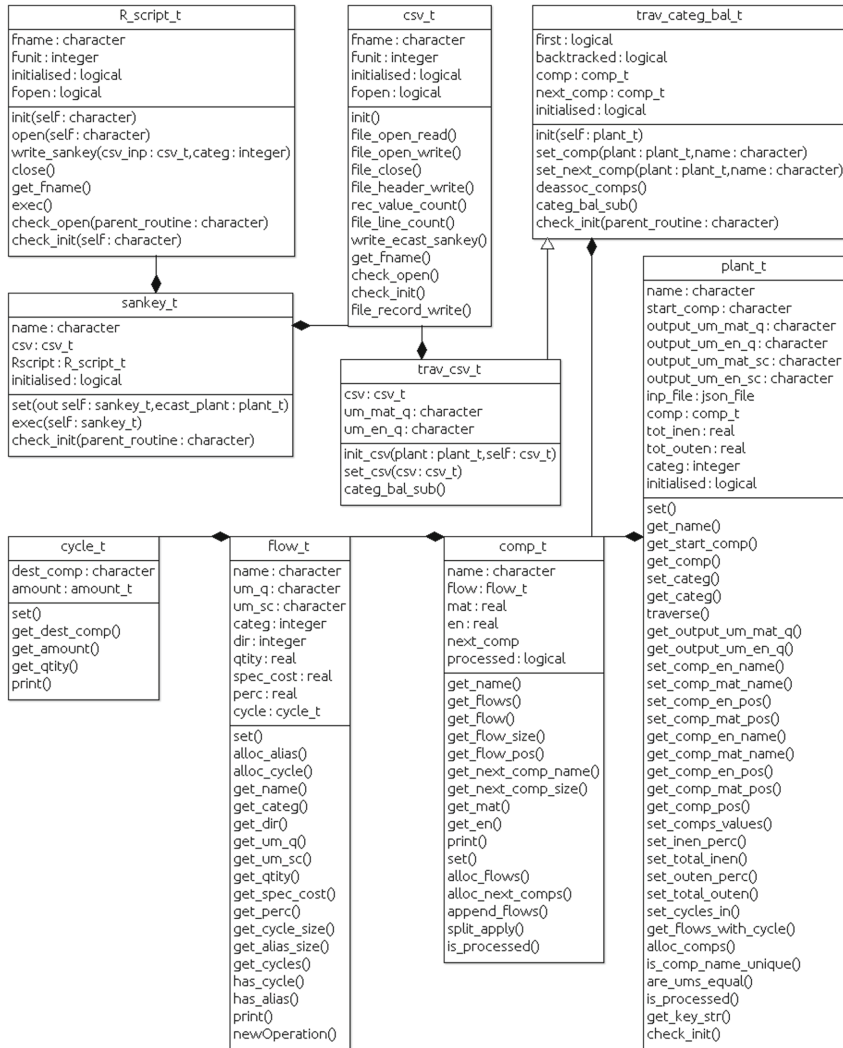 R_script_t
fname : character
funit : integer
initialised : logical
fopen : logical
init(self : character)
open(self : character)
write_sankey(csv_inp : csv_t,categ : integer)
close()
get_fname()
exec()
check_open(parent_routine : character)
check_init(self : character)
csv_t
fname : character
funit : integer
initialised : logical
fopen : logical
init()
file_open_read()
file_open_write()
file_close()
file_header_write()
rec_value_count()
file_line_count()
write_ecast_sankey()
get_fname()
check_open()
check_init()
file_record_write()
trav_categ_bal_t
first : logical
backtracked : logical
comp : comp_t
next_comp : comp_t
initialised : logical
init(self : plant_t)
set_comp(plant : plant_t,name : character)
set_next_comp(plant : plant_t,name : character)
deassoc_comps()
categ_bal_sub()
check_init(parent_routine : character)
sankey_t
name : character
csv : csv_t
Rscript : R_script_t
initialised : logical
set(out self : sankey_t,ecast_plant : plant_t)
exec(self : sankey_t)
check_init(parent_routine : character)
trav_csv_t
csv : csv_t
um_mat_q : character
um_en_q : character
init_csv(plant : plant_t,self : csv_t)
set_csv(csv : csv_t)
categ_bal_sub()
plant_t
name : character
start_comp : character
output_um_mat_q : character
output_um_en_q : character
output_um_mat_sc : character
output_um_en_sc : character
inp_file : json_file
comp : comp_t
tot_inen : real
tot_outen : real
categ : integer
initialised : logical
set()
get_name()
get_start_comp()
get_comp()
set_categ()
get_categ()
traverse()
get_output_um_mat_q()
get_output_um_en_q()
set_comp_en_name()
set_comp_mat_name()
set_comp_en_pos()
set_comp_mat_pos()
get_comp_en_name()
get_comp_mat_name()
get_comp_en_pos()
get_comp_mat_pos()
get_comp_pos()
set_comps_values()
set_inen_perc()
set_total_inen()
set_outen_perc()
set_total_outen()
set_cycles_in()
get_flows_with_cycle()
alloc_comps()
is_comp_name_unique()
are_ums_equal()
is_processed()
get_key_str()
check_init()
cycle_t
dest_comp : character
amount : amount_t
set()
get_dest_comp()
get_amount()
get_qtity()
print()
flow_t
name : character
um_q : character
um_sc : character
categ : integer
dir : integer
qtity : real
spec_cost : real
perc : real
cycle : cycle_t
set()
alloc_alias()
alloc_cycle()
get_name()
get_categ()
get_dir()
get_um_q()
get_um_sc()
get_qtity()
get_spec_cost()
get_perc()
get_cycle_size()
get_alias_size()
get_cycles()
has_cycle()
has_alias()
print()
newOperation()
comp_t
name : character
flow : flow_t
mat : real
en : real
next_comp
processed : logical
get_name()
get_flows()
get_flow()
get_flow_size()
get_flow_pos()
get_next_comp_name()
get_next_comp_size()
get_mat()
get_en()
print()
set()
alloc_flows()
alloc_next_comps()
append_flows()
split_apply()
is_processed()